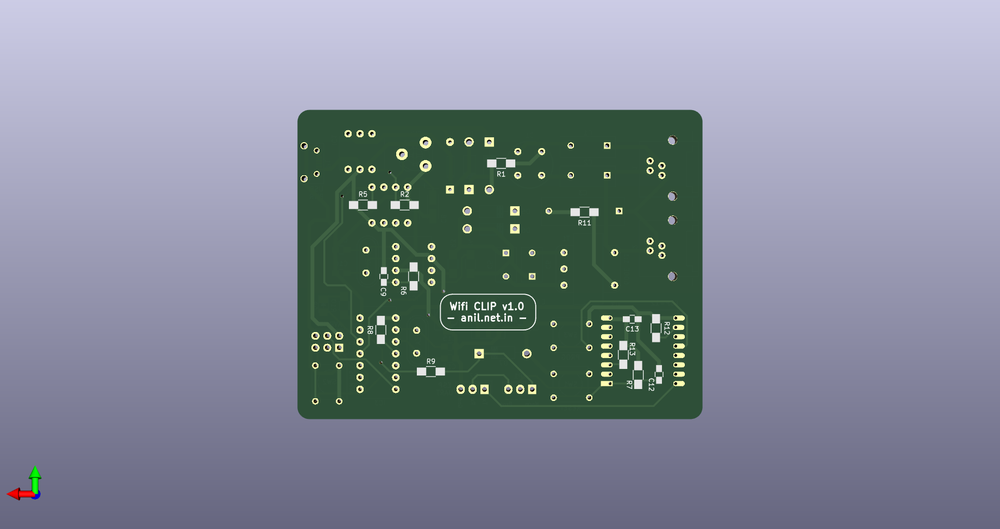 R1
R5
R2
R11
C9
R6
Wifi CLIP v1.0
— anil.net.in —
R8
C13
R12
R13
R9
R7
C12